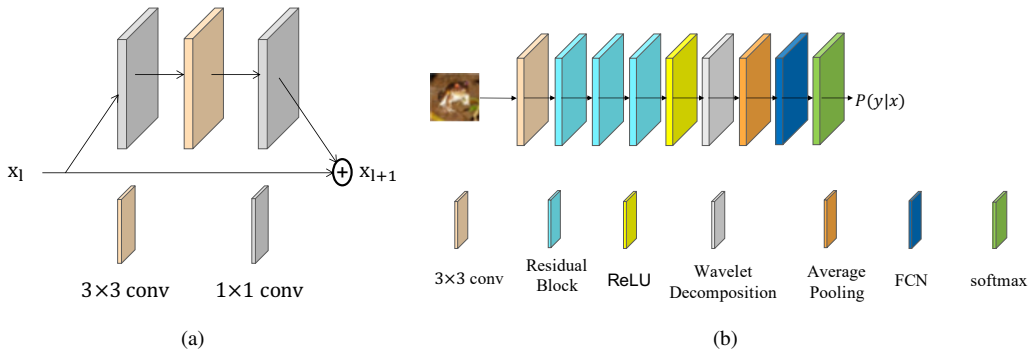 x_l
+
x_{l+1}
3×3 conv
1×1 conv
(a)
P(y|x)
3×3 conv
Residual
Block
ReLU
Wavelet
Decomposition
Average
Pooling
FCN
softmax
(b)